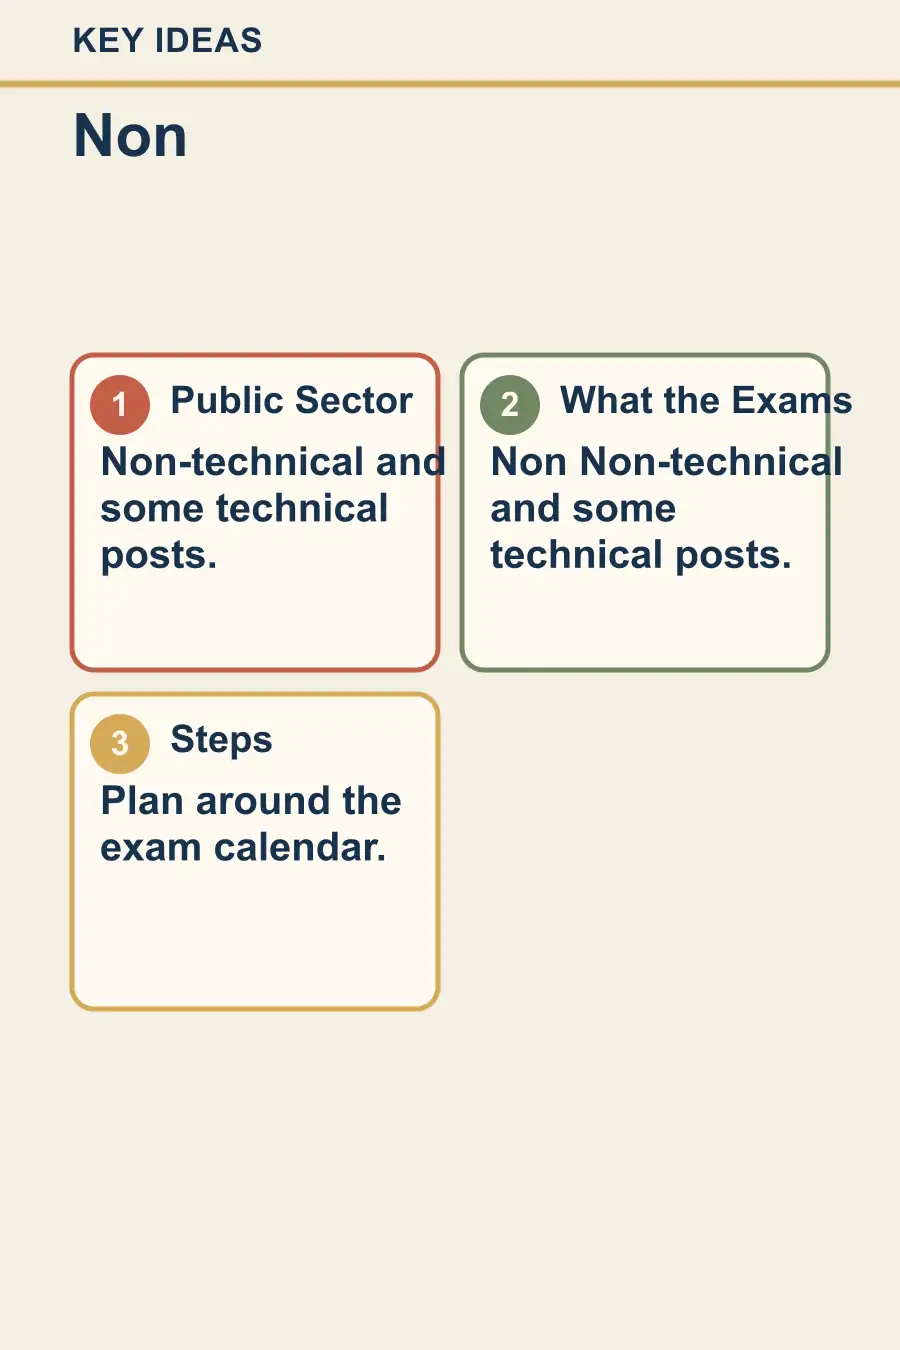 KEY IDEAS
Non
1 Public Sector
Non-technical and
some technical
posts.
2 What the Exams
Non Non-technical
and some
technical posts.
3 Steps
Plan around the
exam calendar.